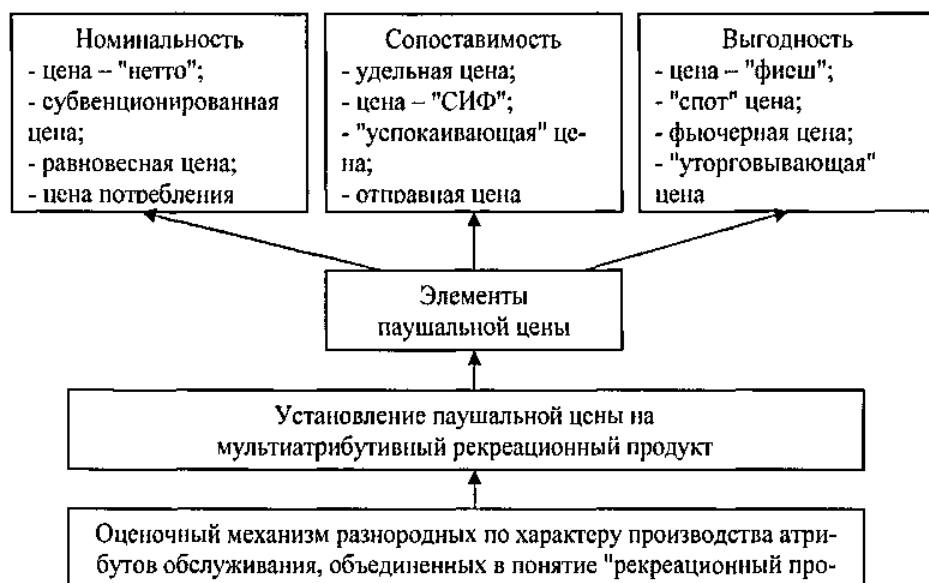 Номинальность
- цена – "нетто";
- субвенционированная
цена;
- равновесная цена;
- цена потребления
Сопоставимость
- удельная цена;
- цена – "СИФ";
- "успокаивающая" це-
на;
- отправная цена
Выгодность
- цена – "фисш";
- "спот" цена;
- фьючерная цена;
- "уторговывающая"
цена
Элементы
паушальной цены
Установление паушальной цены на
мультиатрибутивный рекреационный продукт
Оценочный механизм разнородных по характеру производства атри-
бутов обслуживания, объединенных в понятие "рекреационный про-